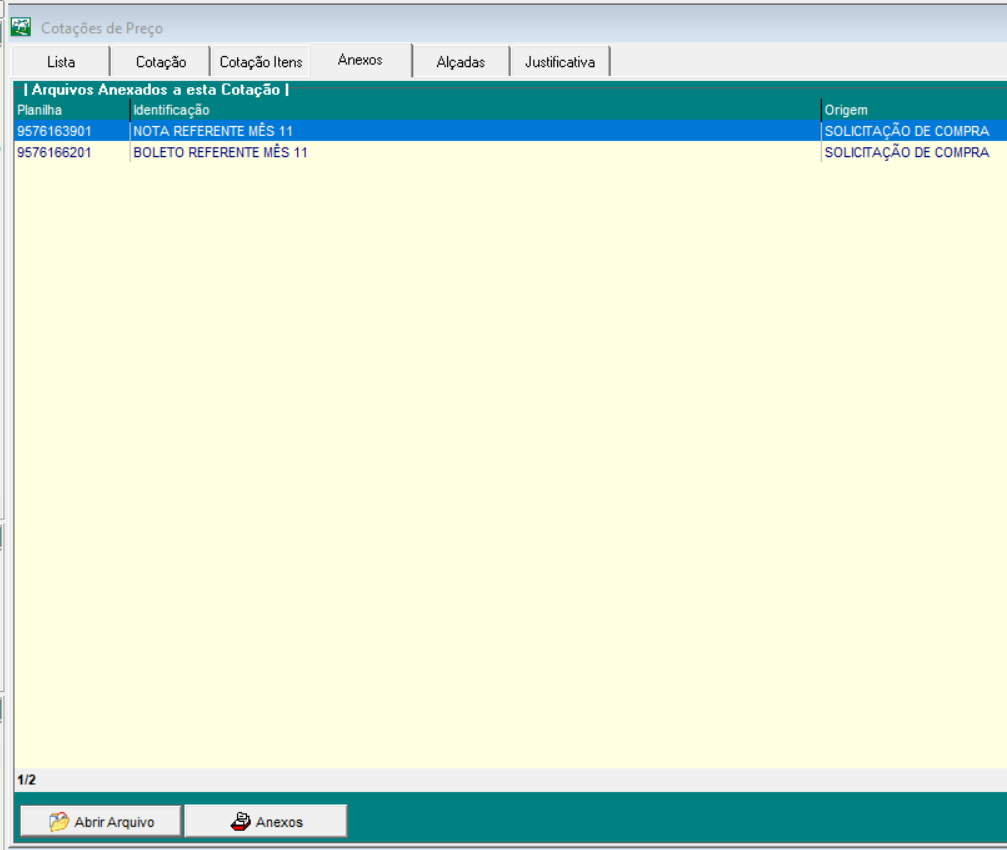 Cotações de Preço
Lista Cotação Cotação Itens Anexos Alçadas Justificativa
| Arquivos Anexados a esta Cotação |
Planilha Identificação Origem
9576163901 NOTA REFERENTE MÊS 11 SOLICITAÇÃO DE COMPRA
9576166201 BOLETO REFERENTE MÊS 11 SOLICITAÇÃO DE COMPRA
1/2
Abrir Arquivo Anexos